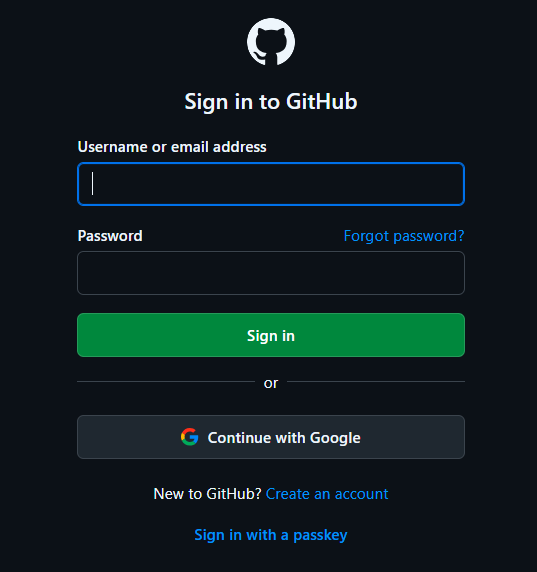 Sign in to GitHub
Username or email address
Password Forgot password?
Sign in
or
Continue with Google
New to GitHub? Create an account
Sign in with a passkey